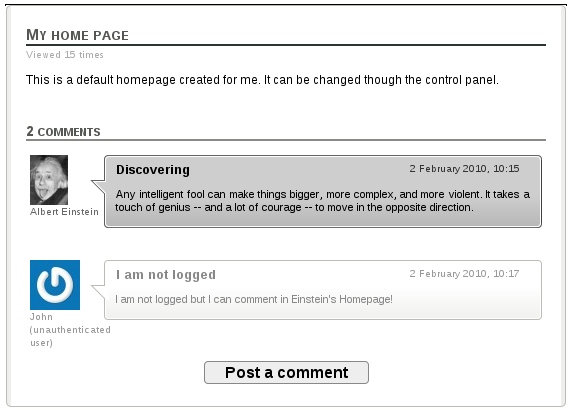 My home page
Viewed 15 times
This is a default homepage created for me. It can be changed though the control panel.
2 comments
Discovering
2 February 2010, 10:15
Any intelligent fool can make things bigger, more complex, and more violent. It takes a
touch of genius -- and a lot of courage -- to move in the opposite direction.
Albert Einstein
I am not logged
2 February 2010, 10:17
I am not logged but I can comment in Einstein's Homepage!
John
(unauthenticated
user)
Post a comment